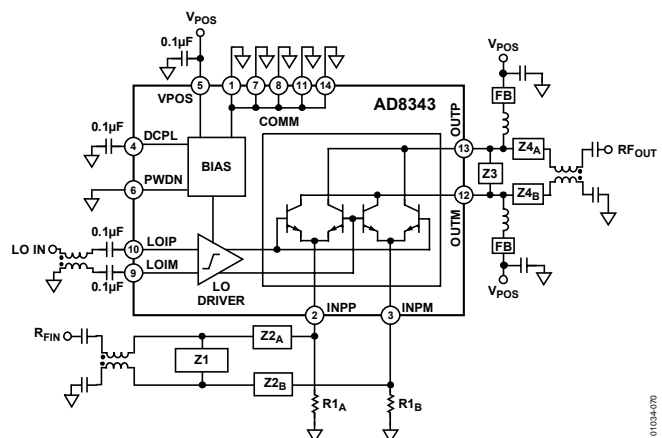 VPOS
0.1µF
VPOS
5 1 7 8 11 14
VPOS
COMM
AD8343
FB
OUTP
0.1µF
DCPL
4
BIAS
13
Z4A
RFOUT
Z3
PWDN
6
12
Z4B
OUTM
0.1µF
LO IN
LOIP
10
FB
LOIM
9
0.1µF
LO
DRIVER
VPOS
INPP
INPM
2 3
RFIN
Z2A
Z1
Z2B
R1A
R1B
01034-070